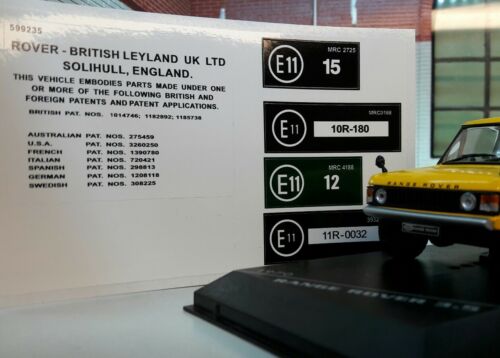 599235
ROVER - BRITISH LEYLAND UK LTD
SOLIHULL, ENGLAND.
THIS VEHICLE EMBODIES PARTS MADE UNDER ONE
OR MORE OF THE FOLLOWING BRITISH AND
FOREIGN PATENTS AND PATENT APPLICATIONS.
BRITISH PAT. NOS. 1014746; 1182892; 1185738
AUSTRALIAN PAT. NOS. 275459
U.S.A. PAT. NOS. 3260250
FRENCH PAT. NOS. 1390780
ITALIAN PAT. NOS. 720421
SPANISH PAT. NOS. 298813
GERMAN PAT. NOS. 1208118
SWEDISH PAT. NOS. 308225
MRC 2725
E11 15
MRC3168
E11 10R-180
MRC 4188
E11 12
3932
E11 11R-0032
RANGE ROVER
1970
RANGE ROVER